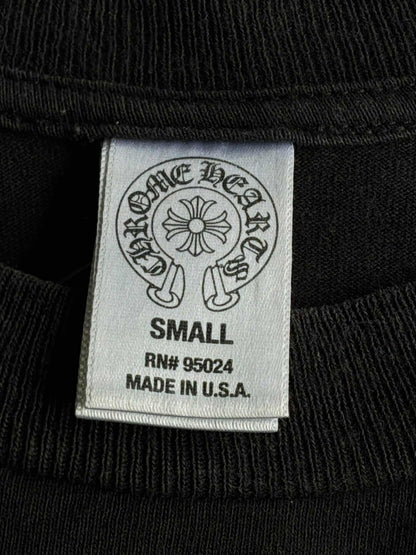 CHROME HEARTS
SMALL
RN# 95024
MADE IN U.S.A.